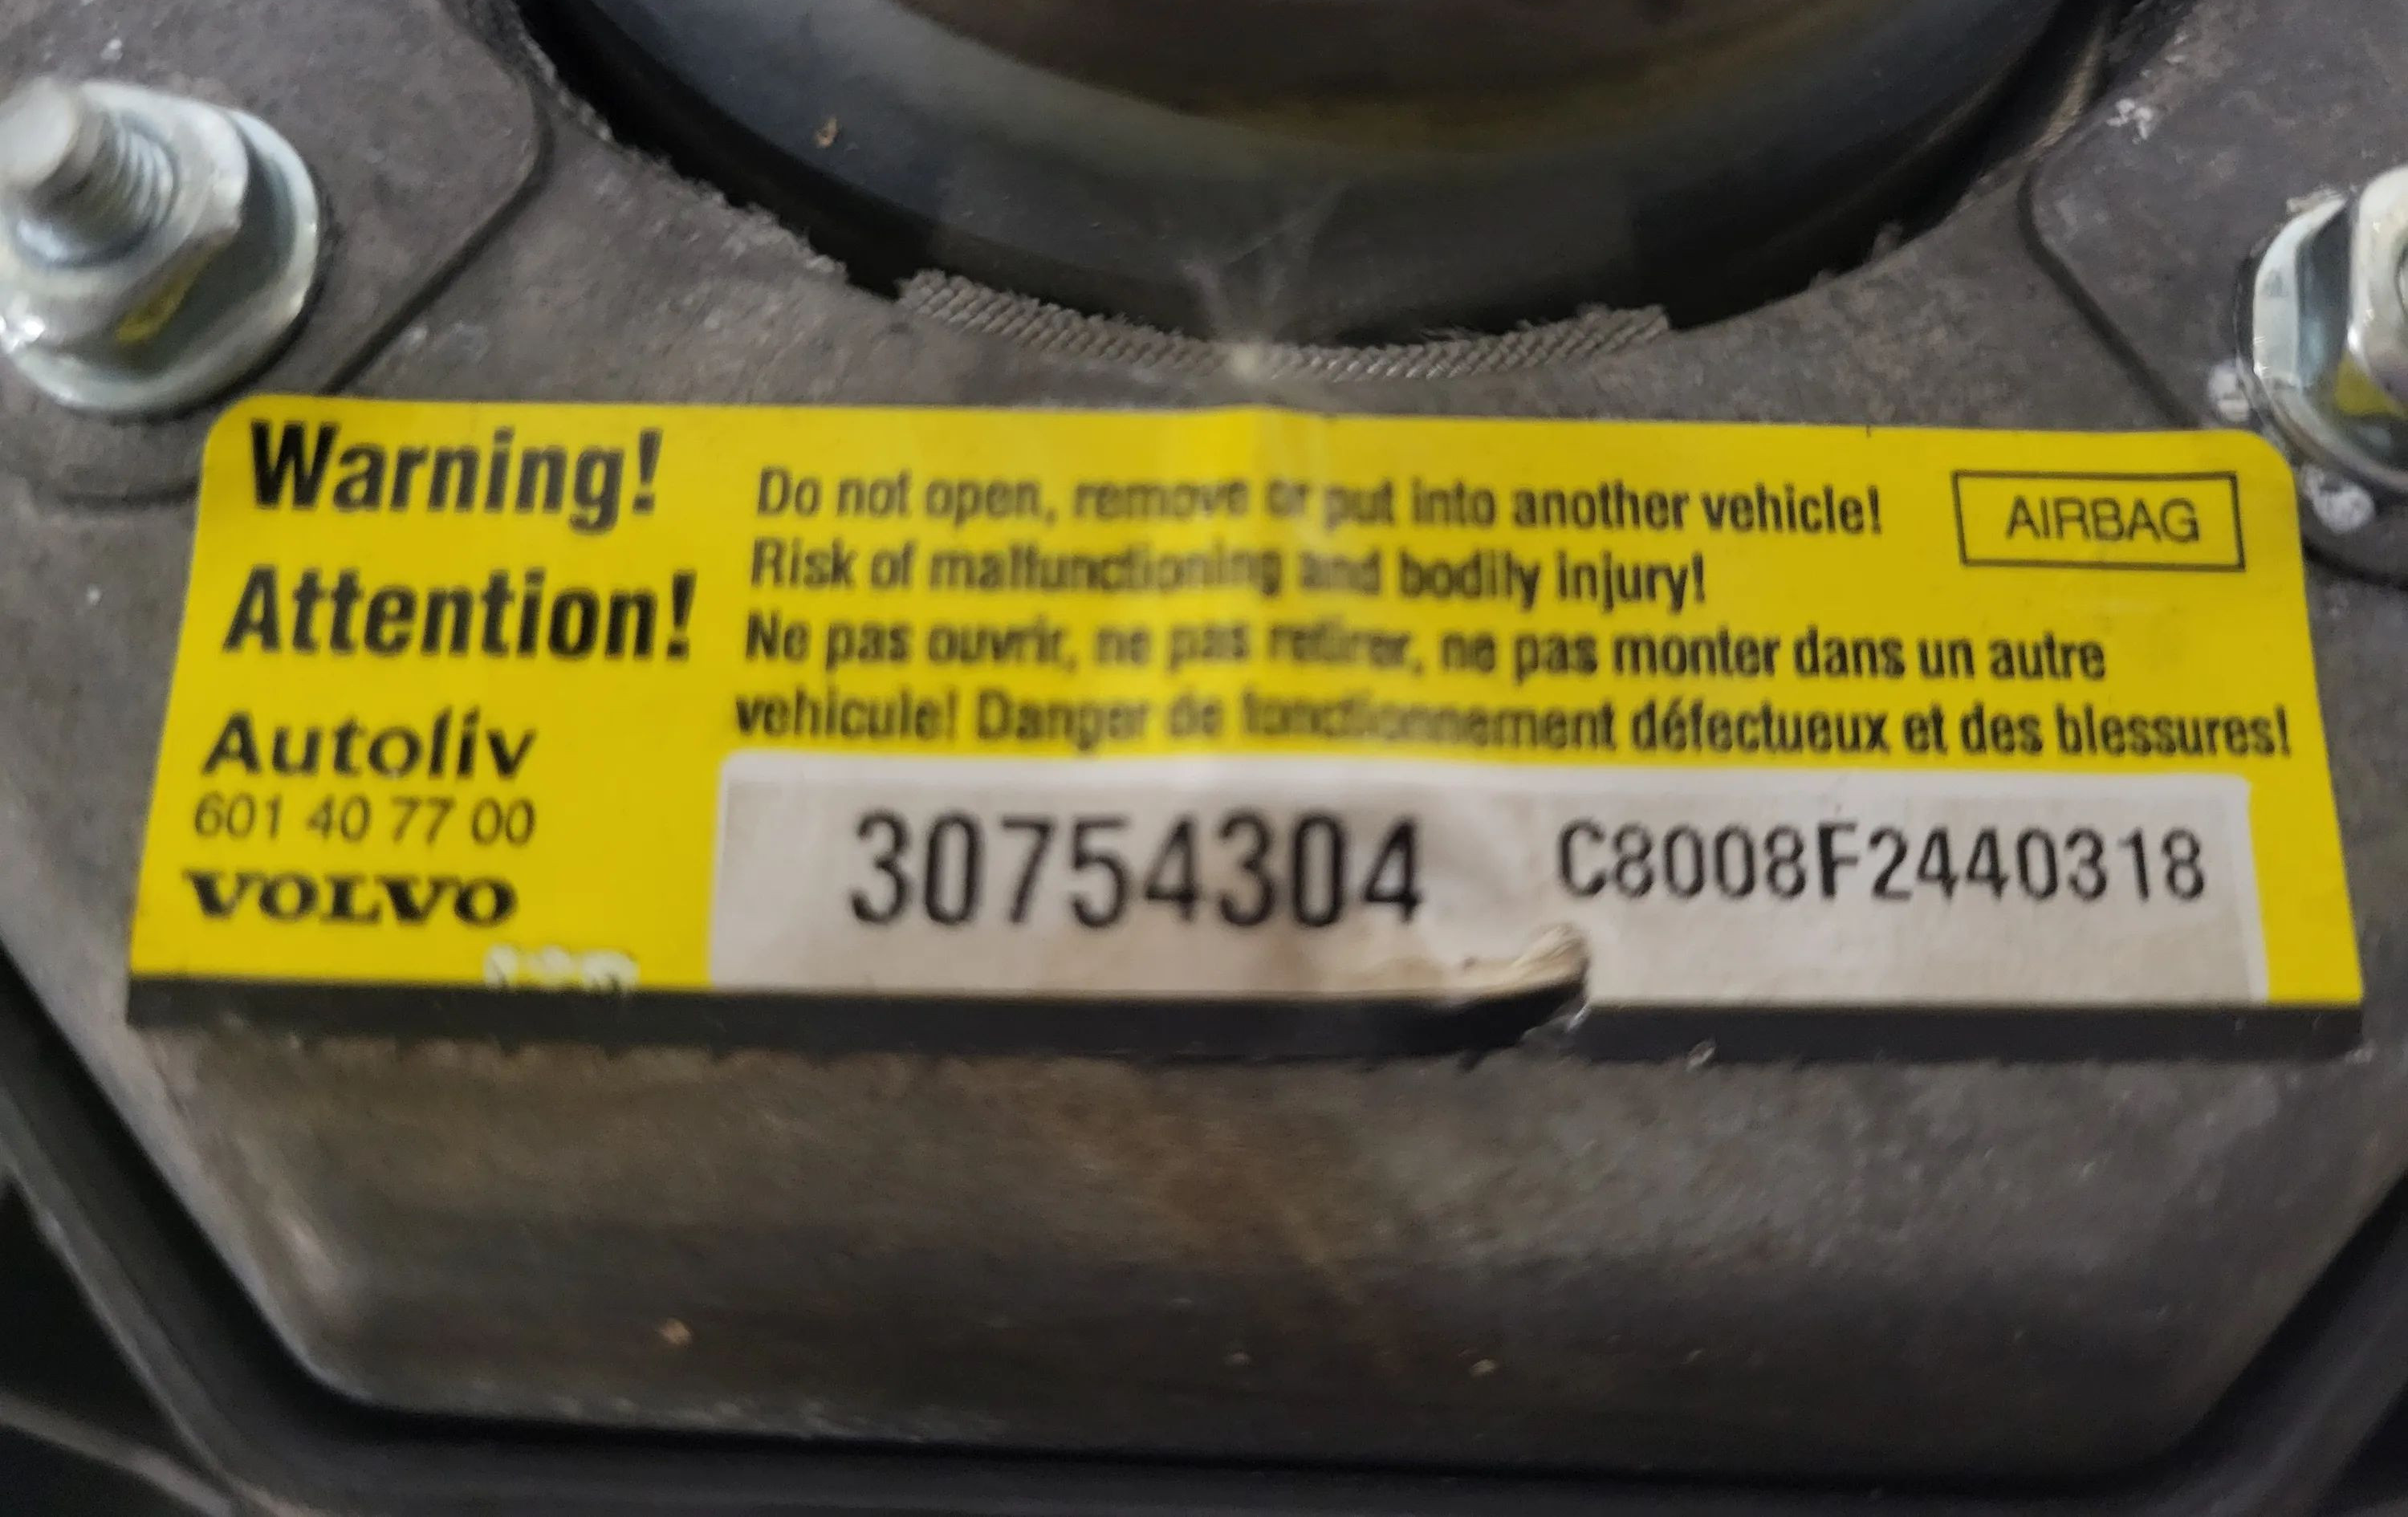 Warning!
Attention!
Autoliv
601 40 77 00
VOLVO
Do not open, remove or put into another vehicle!
Risk of malfunctioning and bodily injury!
Ne pas ouvrir, ne pas retirer, ne pas monter dans un autre
vehicule! Danger de fonctionnement défectueux et des blessures!
AIRBAG
30754304
C8008F2440318